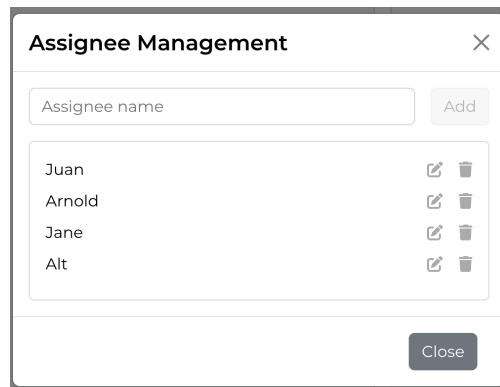 Assignee Management
Assignee name
Add
Juan
Arnold
Jane
Alt
Close